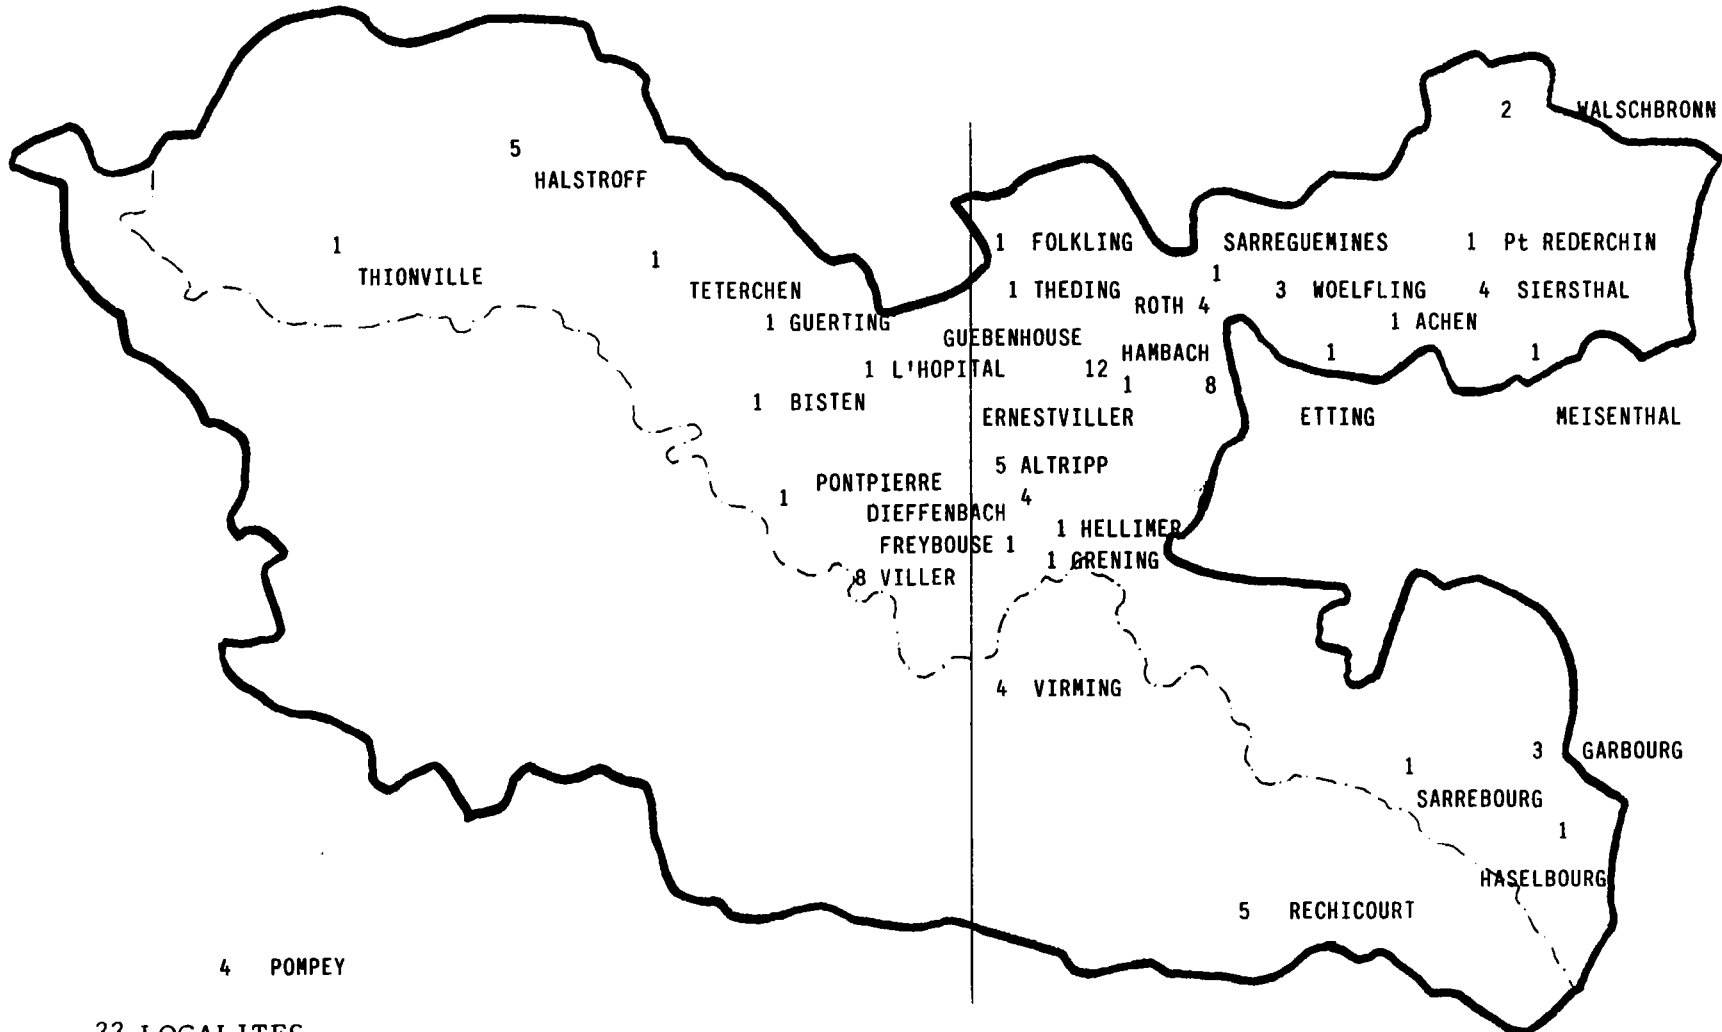 2 WALSCHBRONN
5
HALSTROFF
1 FOLKLING
SARREGUEMINES
1 Pt REDERCHIN
1
THIONVILLE
1
TETERCHEN
1
1 THEDING
3 WOELFLING
4 SIERSTHAL
ROTH 4
1 GUERTING
1 ACHEN
GUEBENHOUSE
HAMBACH
1
1
1 L'HOPITAL
12
1
8
1 BISTEN
ERNESTVILLER
ETTING
MEISENTHAL
5 ALTRIPP
1
PONTPIERRE
4
DIEFFENBACH
1 HELLIMER
FREYBOUSE 1
1 GRENING
8 VILLER
4 VIRMING
3 GARBOURG
1
SARREBOURG
1
HASELBOURG
5 RECHICOURT
4 POMPEY
22 LOCALITES